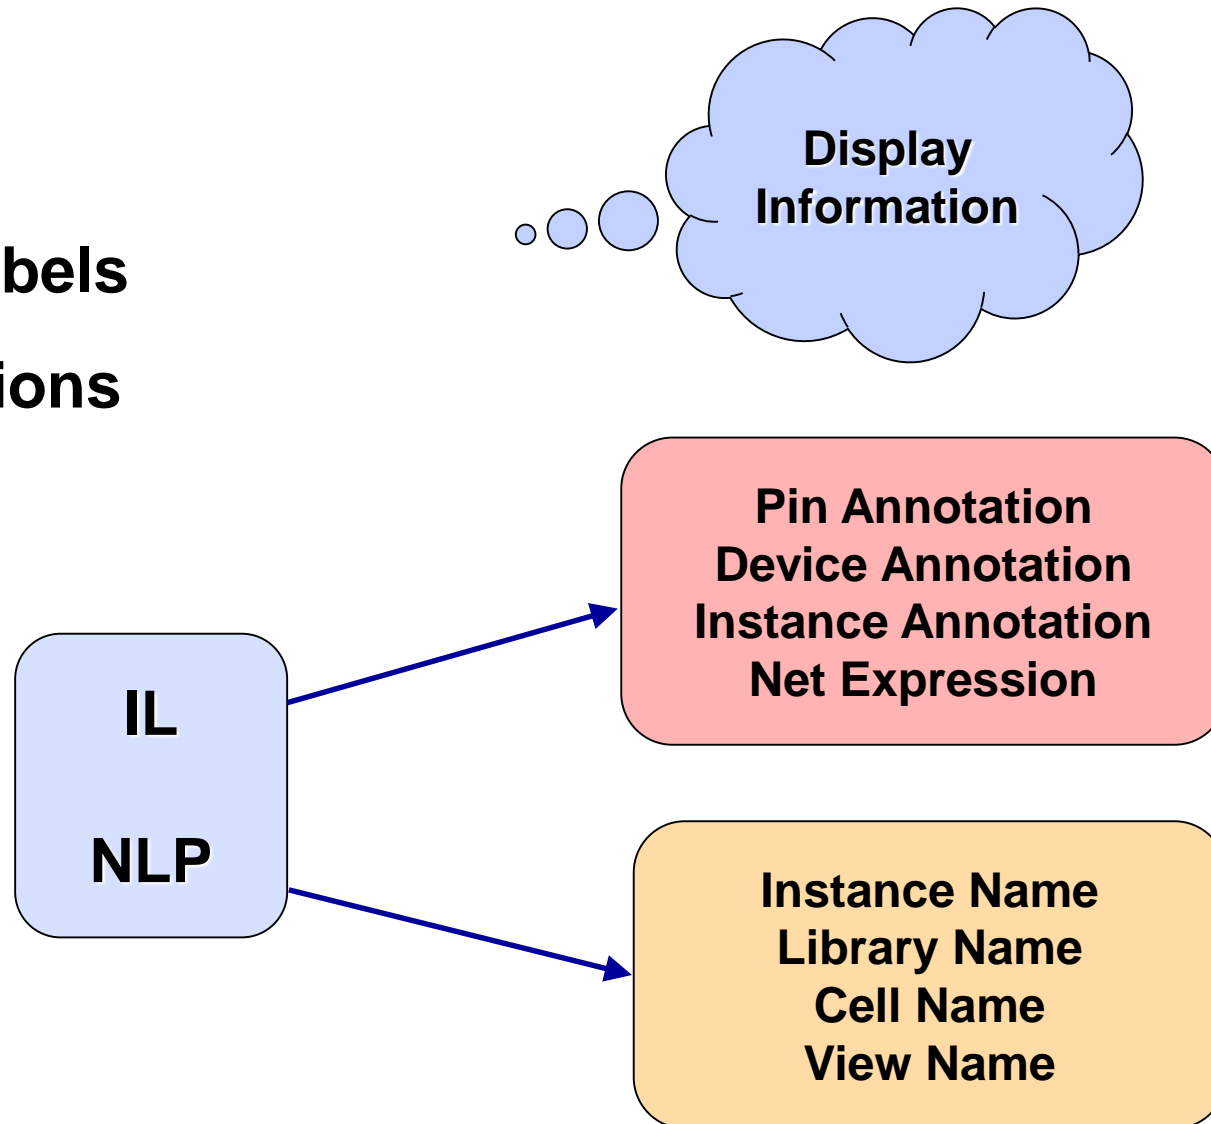 Display
Information
bels
ions
Pin Annotation
Device Annotation
Instance Annotation
Net Expression
IL
NLP
Instance Name
Library Name
Cell Name
View Name